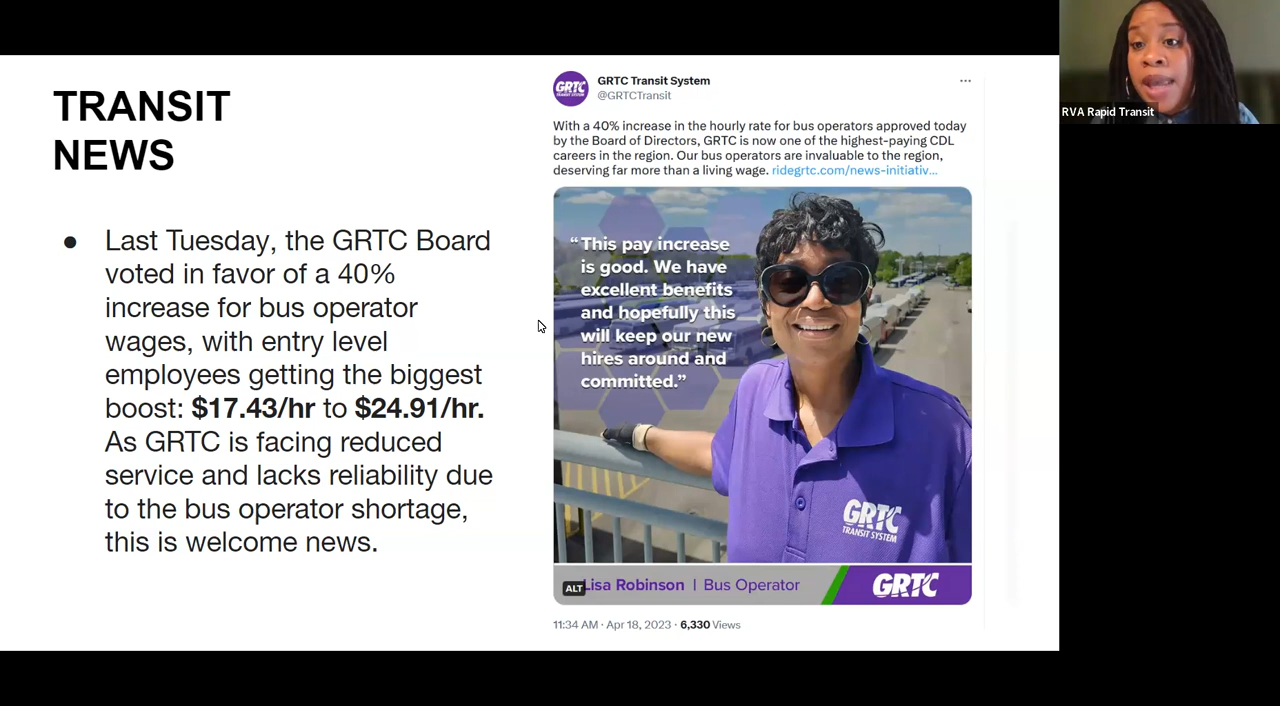 TRANSIT
NEWS
● Last Tuesday, the GRTC Board
voted in favor of a 40%
increase for bus operator
wages, with entry level
employees getting the biggest
boost: $17.43/hr to $24.91/hr.
As GRTC is facing reduced
service and lacks reliability due
to the bus operator shortage,
this is welcome news.
GRTC
TRANSIT SYSTEM
GRTC Transit System
@GRTCTransit
With a 40% increase in the hourly rate for bus operators approved today
by the Board of Directors, GRTC is now one of the highest-paying CDL
careers in the region. Our bus operators are invaluable to the region,
deserving far more than a living wage. ridegrtc.com/news-initiativ...
“This pay increase
is good. We have
excellent benefits
and hopefully this
will keep our new
hires around and
committed.”
GRTC
TRANSIT SYSTEM
ALT
Lisa Robinson | Bus Operator
GRTC
11:34 AM · Apr 18, 2023 · 6,330 Views
RVA Rapid Transit